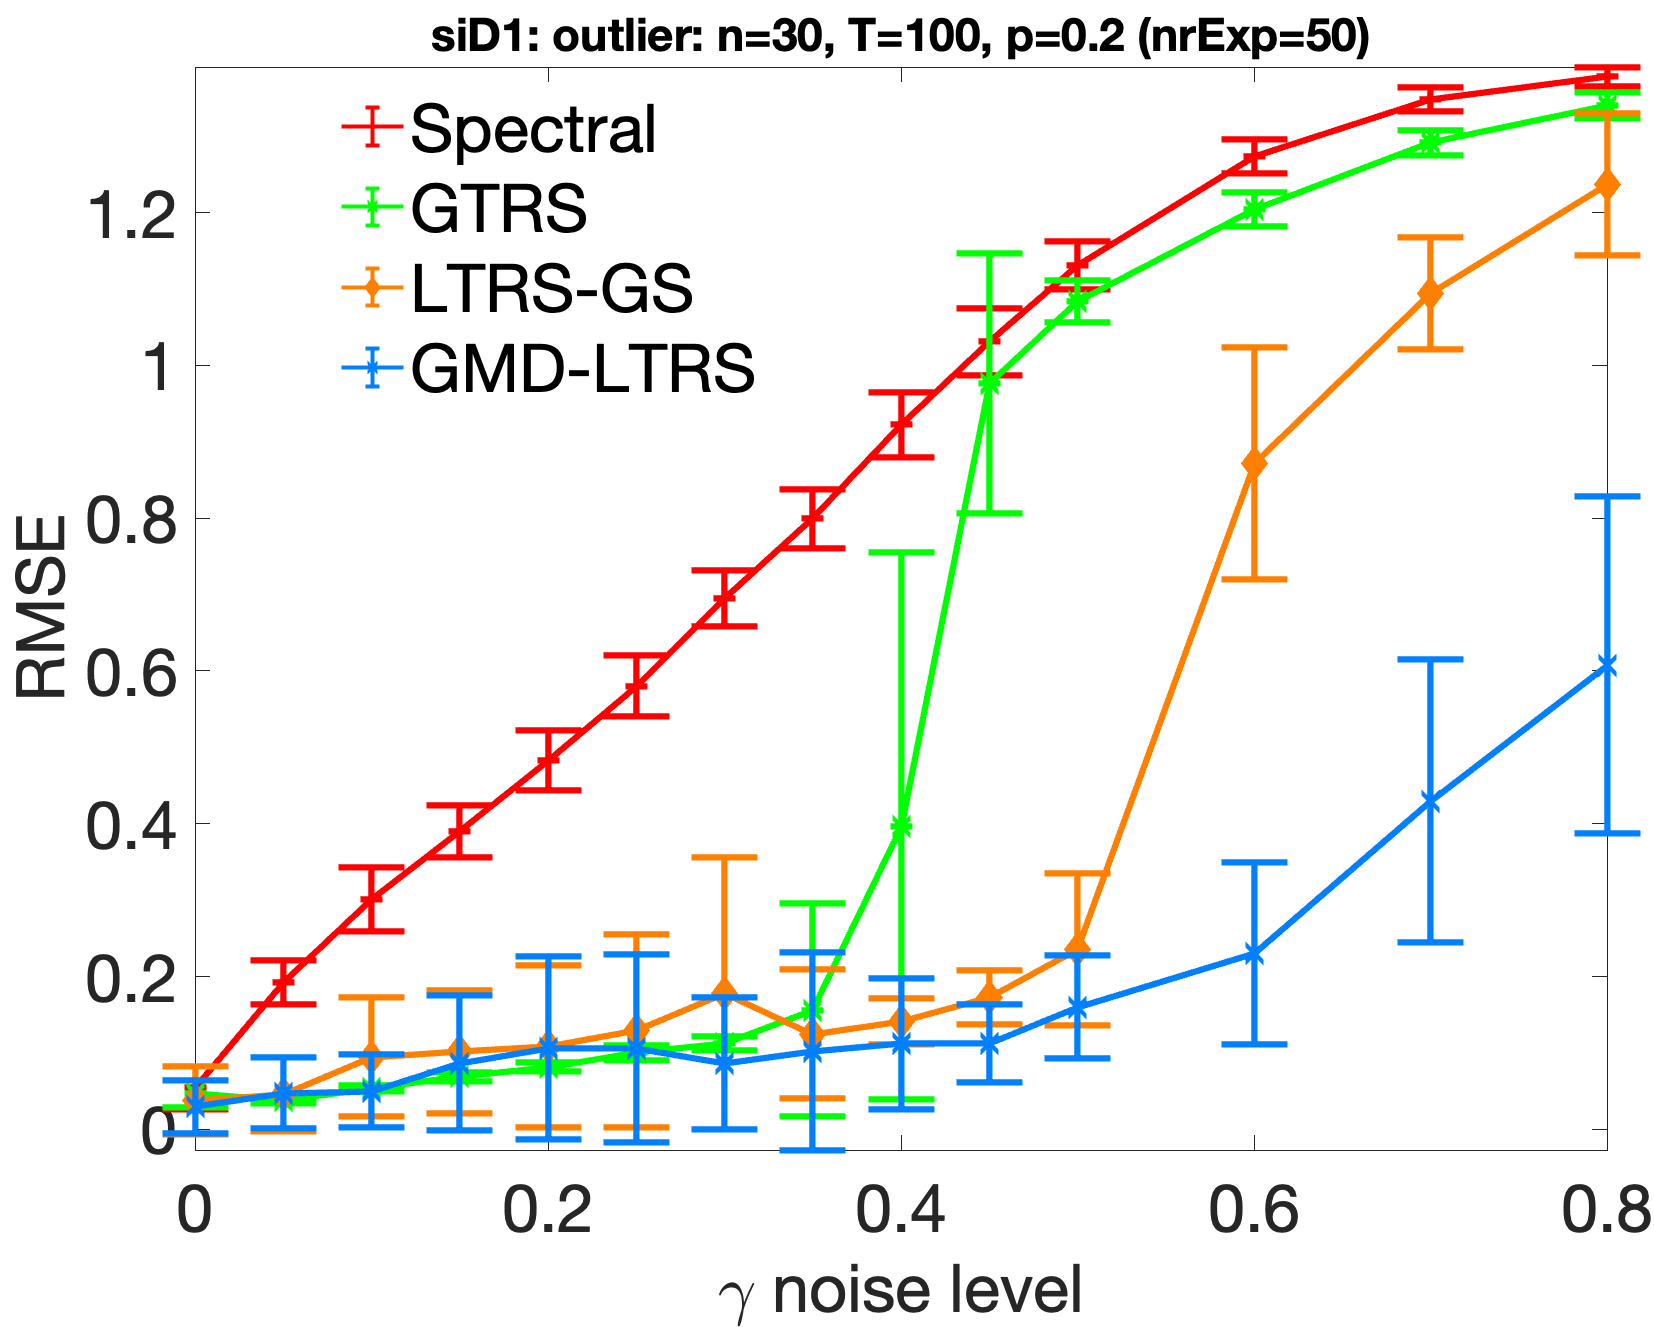 siD1: outlier: n=30, T=100, p=0.2 (nrExp=50)
Spectral
GTRS
LTRS-GS
GMD-LTRS
1.2
1
0.8
0.6
0.4
0.2
0
RMSE
0 0.2 0.4 0.6 0.8
γ noise level